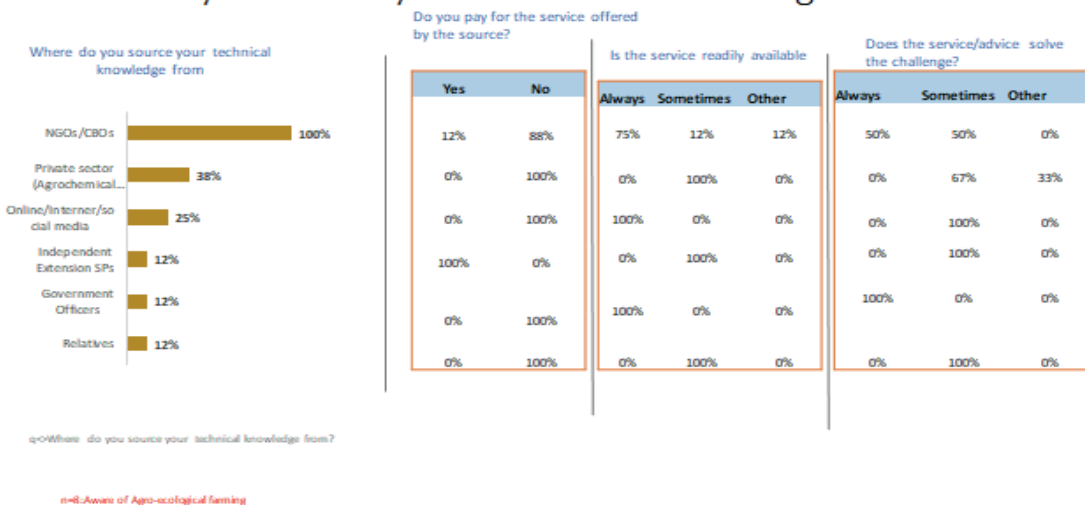 Do you pay for the service offered
by the source?
Where do you source your technical
knowledge from
Is the service readily available
Does the service/advice solve
the challenge?
Yes No
Always Sometimes Other
Always Sometimes Other
NGOs/CBOs 100% 12% 88% 75% 12% 12% 50% 50% 0%
Private sector
(Agrochemical... 38% 0% 100% 0% 100% 0% 0% 67% 33%
Online/Interner/so
cial media 25% 0% 100% 100% 0% 0% 0% 100% 0%
Independent
Extension SPs 12% 100% 0% 0% 100% 0% 0% 100% 0%
Government
Officers 12% 0% 100% 100% 0% 0% 100% 0% 0%
Relatives 12% 0% 100% 0% 100% 0% 0% 100% 0%
q<>Where do you source your technical knowledge from?
n=8:Aware of Agro-ecological farming